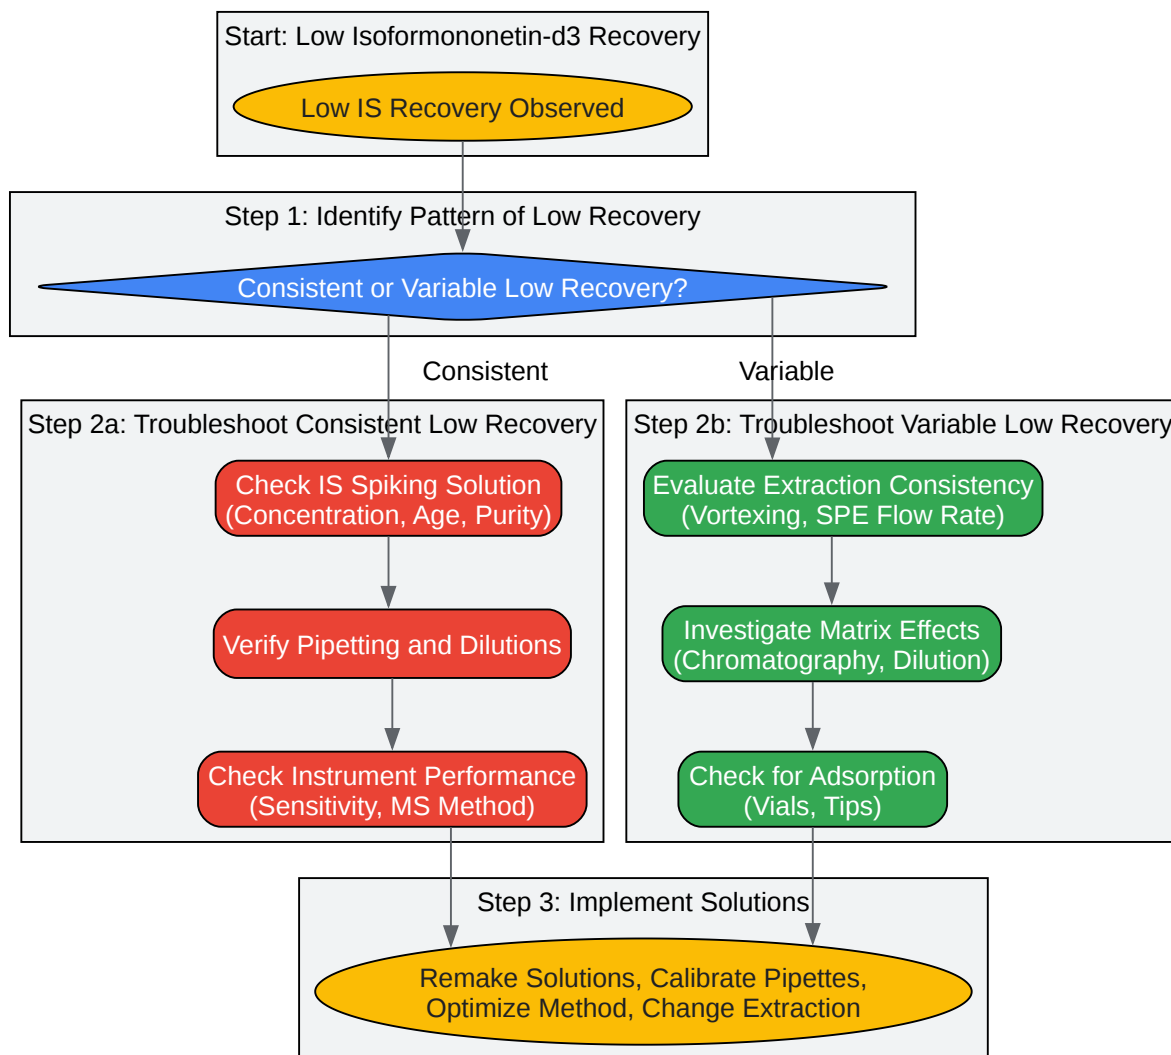 Start: Low Isoformononetin-d3 Recovery
Low IS Recovery Observed
Step 1: Identify Pattern of Low Recovery
Consistent or Variable Low Recovery?
Consistent
Variable
Step 2a: Troubleshoot Consistent Low Recovery
Check IS Spiking Solution
(Concentration, Age, Purity)
Verify Pipetting and Dilutions
Check Instrument Performance
(Sensitivity, MS Method)
Step 2b: Troubleshoot Variable Low Recovery
Evaluate Extraction Consistency
(Vortexing, SPE Flow Rate)
Investigate Matrix Effects
(Chromatography, Dilution)
Check for Adsorption
(Vials, Tips)
Step 3: Implement Solutions
Remake Solutions, Calibrate Pipettes,
Optimize Method, Change Extraction